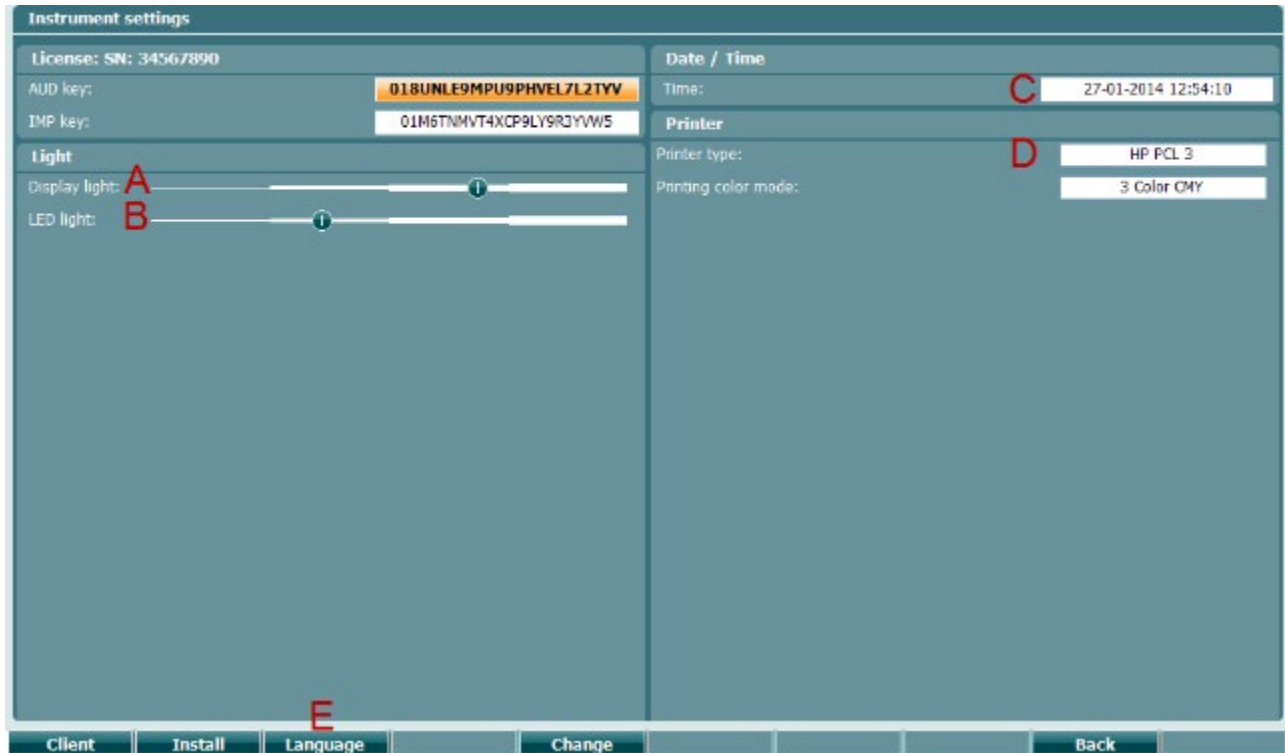 Instrument settings
License: SN: 34567890
AUD key: 018UNLE9MPU9PHVEL7L2TYV
IMP key: 01M6TNMVT4XCP9LY9R3YVW5
Light
Display light: A
LED light: B
Date / Time
Time: C 27-01-2014 12:54:10
Printer
Printer type: D HP PCL 3
Printing color mode: 3 Color CMY
E
Client Install Language Change Back